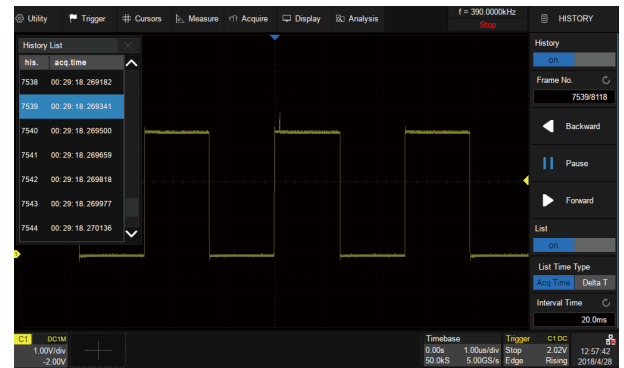 Utility Trigger Cursors Measure Acquire Display Analysis
f = 390.0000kHz
Stop
HISTORY
History List
his. acq.time
7538 00: 29: 18. 269182
7539 00: 29: 18. 269341
7540 00: 29: 18. 269500
7541 00: 29: 18. 269659
7542 00: 29: 18. 269818
7543 00: 29: 18. 269977
7544 00: 29: 18. 270136
History
on
Frame No.
7539/8118
Backward
Pause
Forward
List
on
List Time Type
Acq Time Delta T
Interval Time
20.0ms
1
C1 DC1M
1.00V/div
-2.00V
Timebase
0.00s 1.00us/div
50.0kS 5.00GS/s
Trigger C1 DC
Stop 2.02V
Edge Rising
12:57:42
2018/4/28